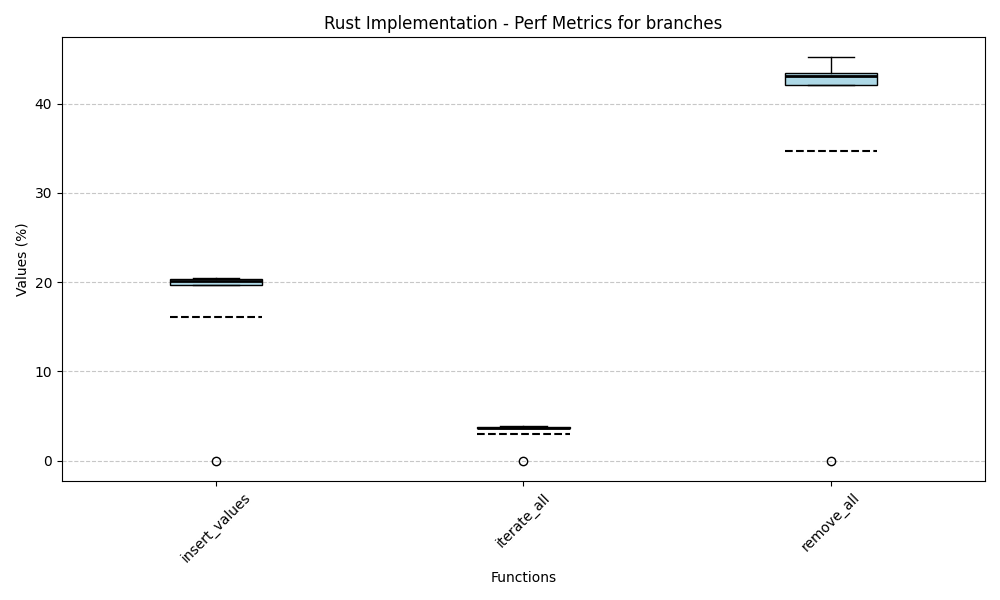 Rust Implementation - Perf Metrics for branches
Values (%)
40
30
20
10
0
insert_values
iterate_all
remove_all
Functions